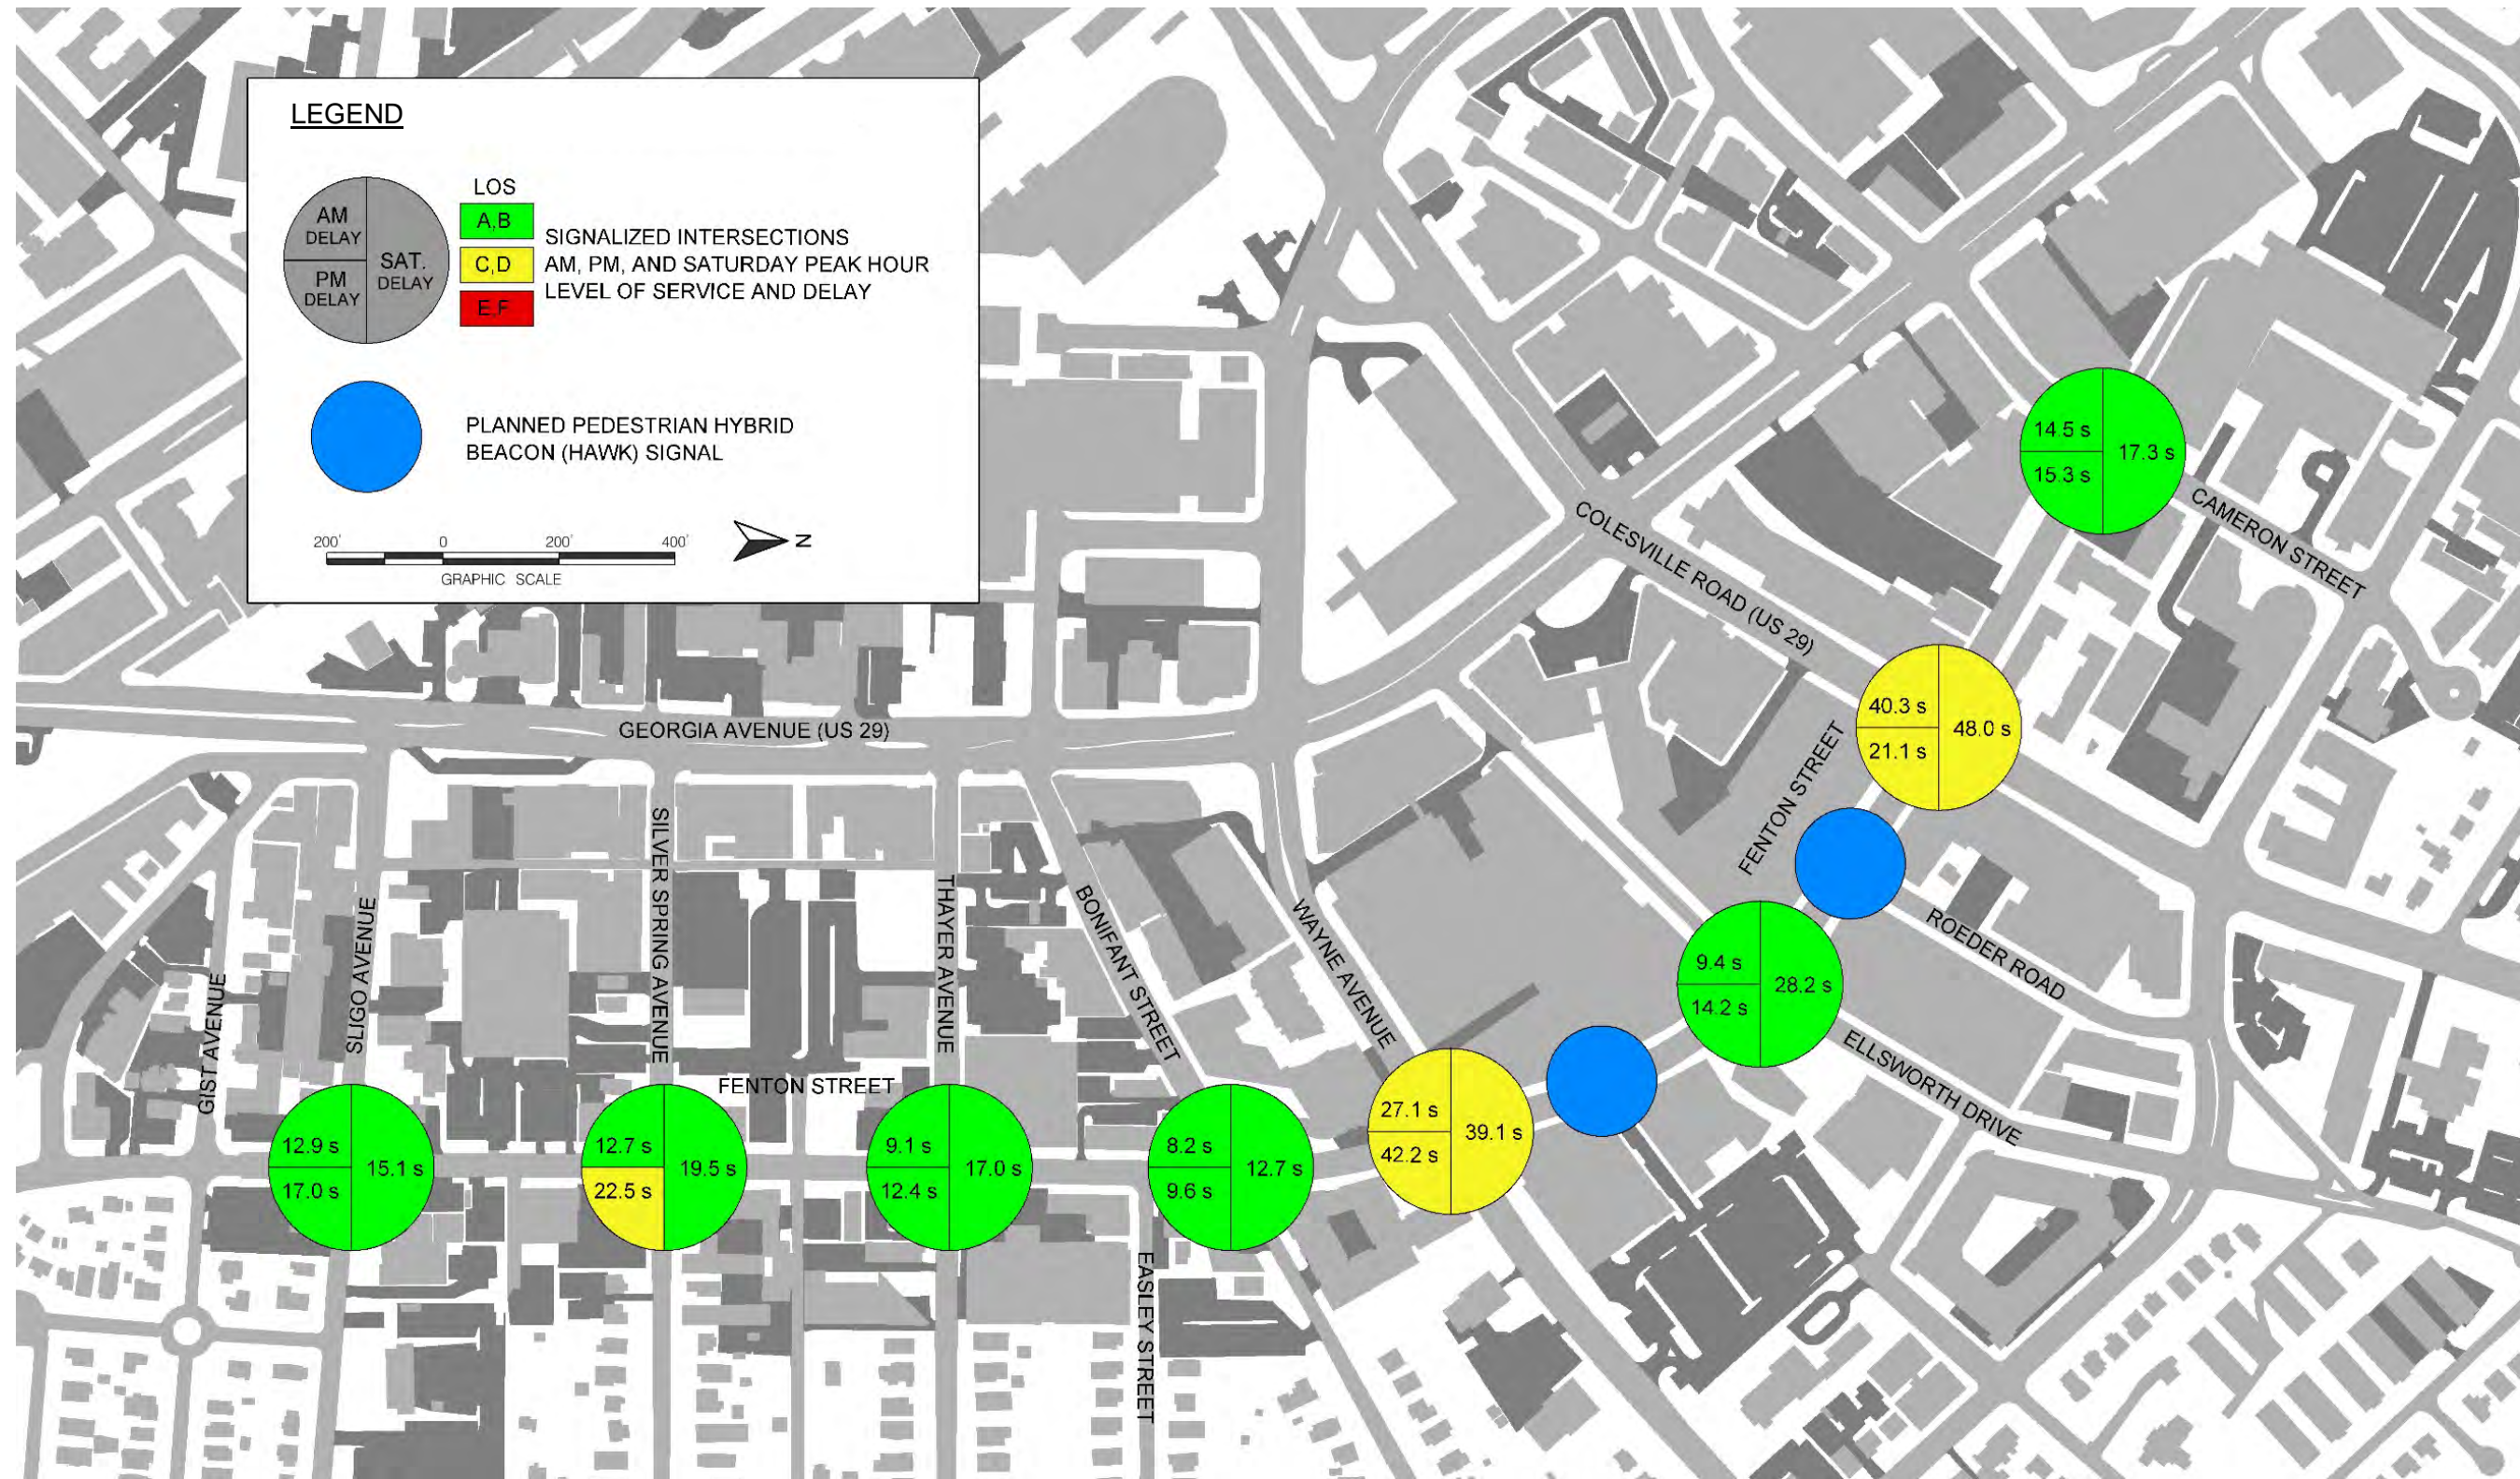 LEGEND
AM
DELAY
PM
DELAY
SAT.
DELAY
LOS
A,B
C,D
E,F
SIGNALIZED INTERSECTIONS
AM, PM, AND SATURDAY PEAK HOUR
LEVEL OF SERVICE AND DELAY
PLANNED PEDESTRIAN HYBRID
BEACON (HAWK) SIGNAL
200'
0
200'
400'
GRAPHIC SCALE
N
14.5 s
15.3 s
17.3 s
CAMERON STREET
COLESVILLE ROAD (US 29)
40.3 s
21.1 s
48.0 s
FENTON STREET
GEORGIA AVENUE (US 29)
ROEDER ROAD
9.4 s
14.2 s
28.2 s
ELLSWORTH DRIVE
GIST AVENUE
SLIGO AVENUE
SILVER SPRING AVENUE
THAYER AVENUE
BONIFANT STREET
WAYNE AVENUE
FENTON STREET
12.9 s
17.0 s
15.1 s
12.7 s
22.5 s
19.5 s
9.1 s
12.4 s
17.0 s
8.2 s
9.6 s
12.7 s
27.1 s
42.2 s
39.1 s
EASLEY STREET